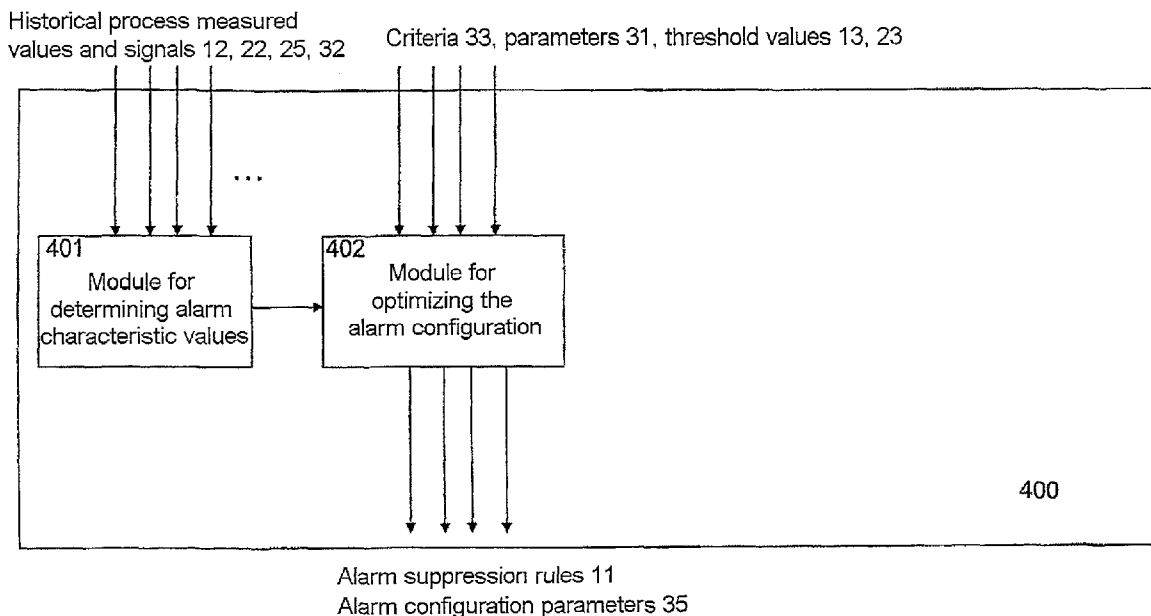 Historical process measured
values and signals 12, 22, 25, 32
Criteria 33, parameters 31, threshold values 13, 23
...
401
Module for
determining alarm
characteristic values
402
Module for
optimizing the
alarm configuration
400
Alarm suppression rules 11
Alarm configuration parameters 35